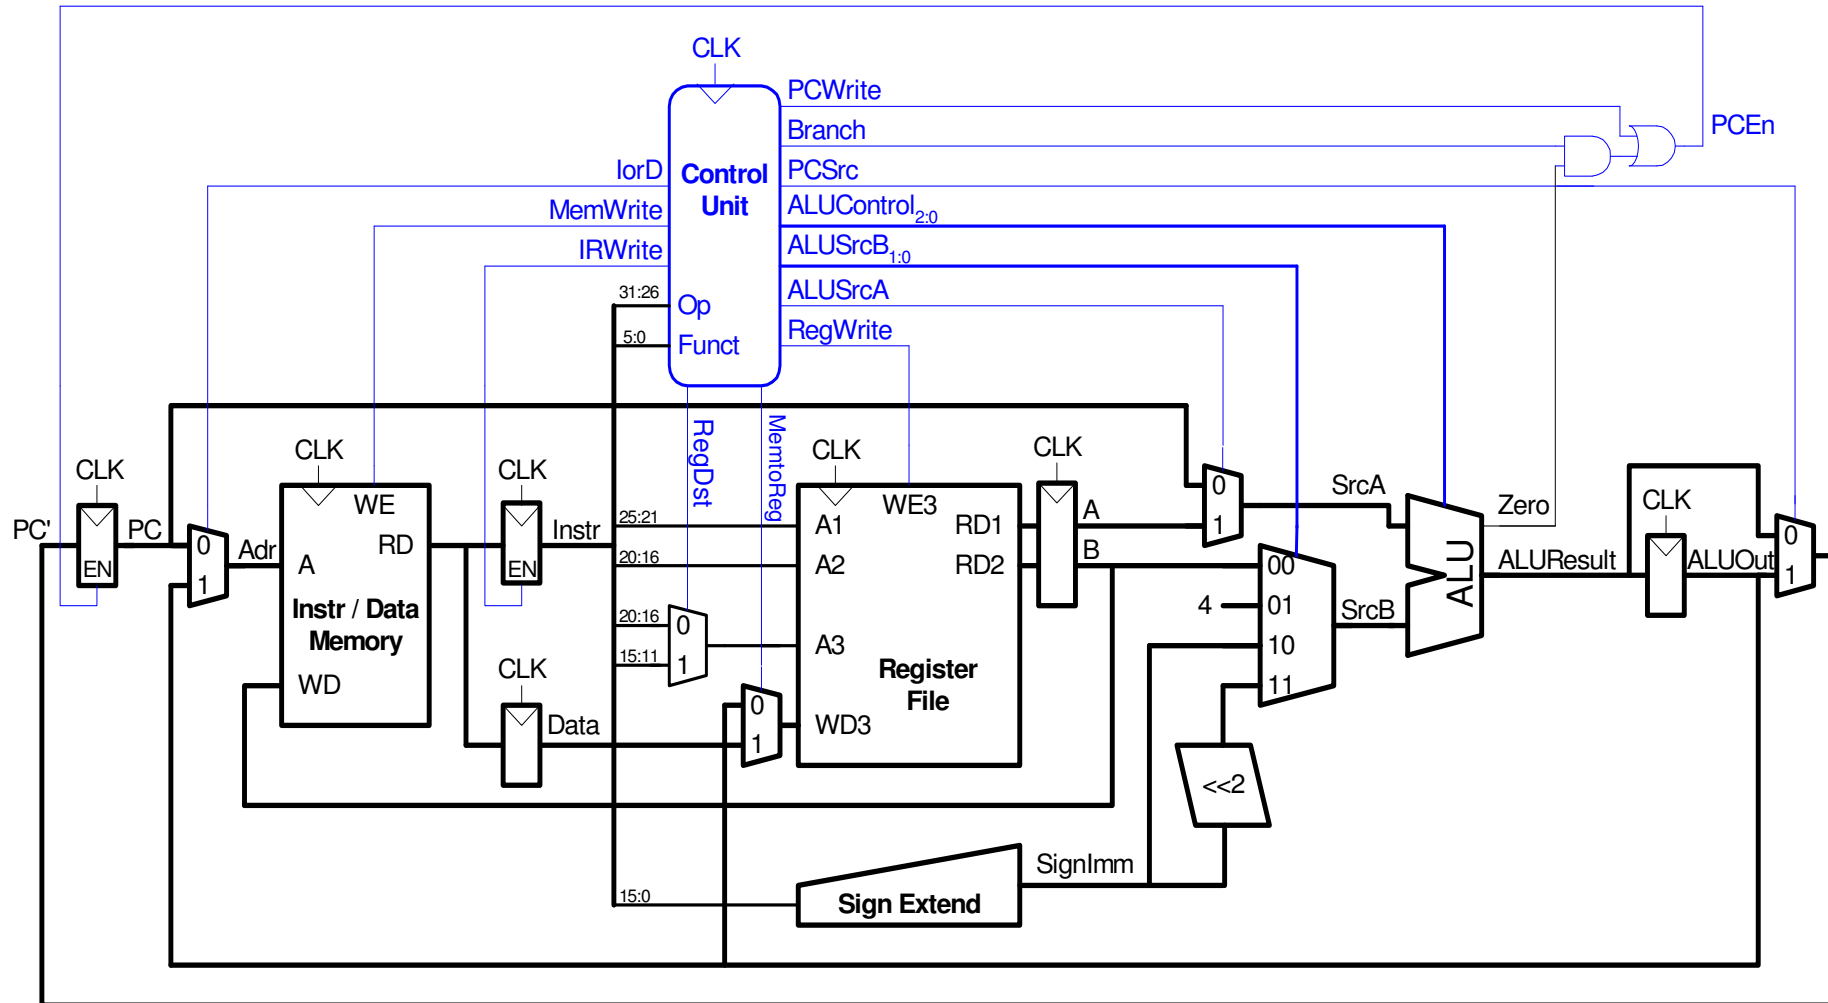 CLK
PCWrite
Branch
PCEn
IorD
Control
Unit
PCSrc
MemWrite
ALUControl2:0
IRWrite
ALUSrcB1:0
31:26
Op
ALUSrcA
5:0
Funct
RegWrite
RegDst
MemtoReg
CLK
CLK
CLK
CLK
CLK
CLK
PC'
EN
PC
0
1
Adr
WE
A
RD
Instr / Data
Memory
WD
EN
Instr
25:21
20:16
20:16
15:11
0
1
CLK
Data
0
1
A1
A2
A3
WD3
WE3
RD1
RD2
Register
File
A
B
0
1
SrcA
4
00
01
10
11
SrcB
ALU
Zero
ALUResult
ALUOut
0
1
<<2
SignImm
15:0
Sign Extend